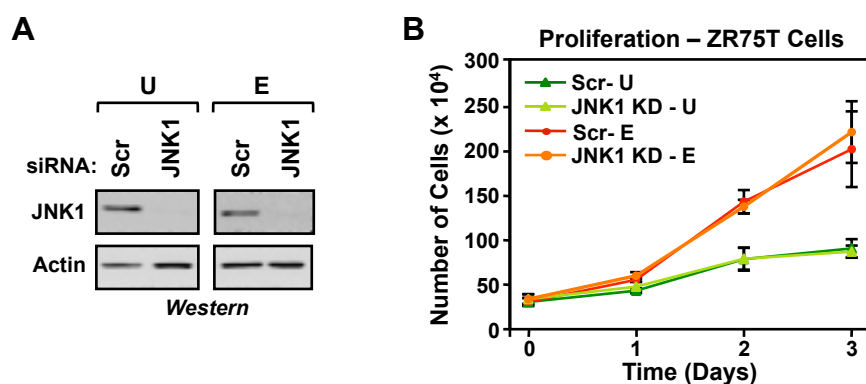 A
U E
siRNA: Scr JNK1 Scr JNK1
JNK1
Actin
Western
B
Proliferation – ZR75T Cells
Number of Cells (x 10⁴)
300
250
200
150
100
50
0
Scr- U
JNK1 KD - U
Scr- E
JNK1 KD - E
0 1 2 3
Time (Days)